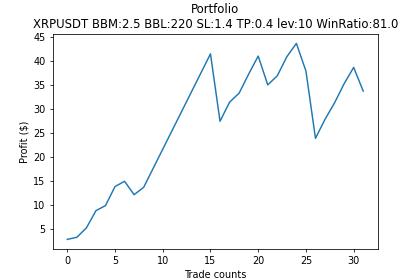 Portfolio
XRPUSDT BBM:2.5 BBL:220 SL:1.4 TP:0.4 lev:10 WinRatio:81.0
45
40
35
30
25
20
15
10
5
Profit ($)
0 5 10 15 20 25 30
Trade counts